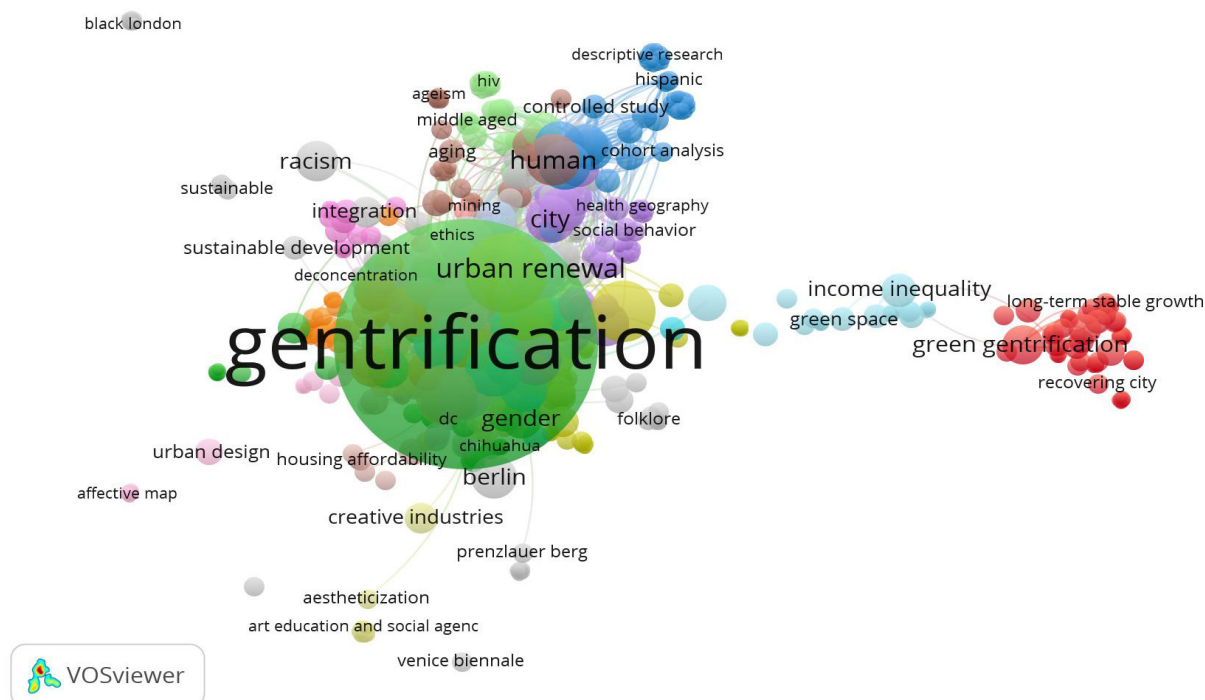 black london
descriptive research
hiv
hispanic
ageism
controlled study
middle aged
aging
human
cohort analysis
racism
sustainable
integration
mining
city
health geography
social behavior
ethics
sustainable development
deconcentration
urban renewal
income inequality
long-term stable growth
green space
gentrification
green gentrification
recovering city
dc
gender
folklore
chihuahua
urban design
housing affordability
berlin
affective map
creative industries
prenzlauer berg
aestheticization
art education and social agenc
venice biennale
VOSviewer